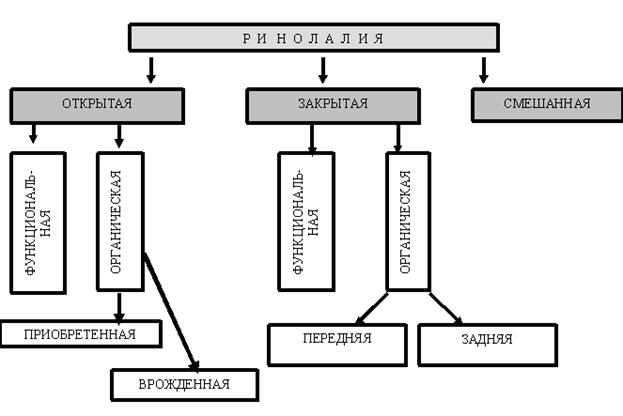 Р И Н О Л А Л И Я
ОТКРЫТАЯ
ЗАКРЫТАЯ
СМЕШАННАЯ
ФУНКЦИОНАЛЬ-
НАЯ
ОРГАНИЧЕСКАЯ
ФУНКЦИОНАЛЬ-
НАЯ
ОРГАНИЧЕСКАЯ
ПРИОБРЕТЕННАЯ
ПЕРЕДНЯЯ
ЗАДНЯЯ
ВРОЖДЕННАЯ